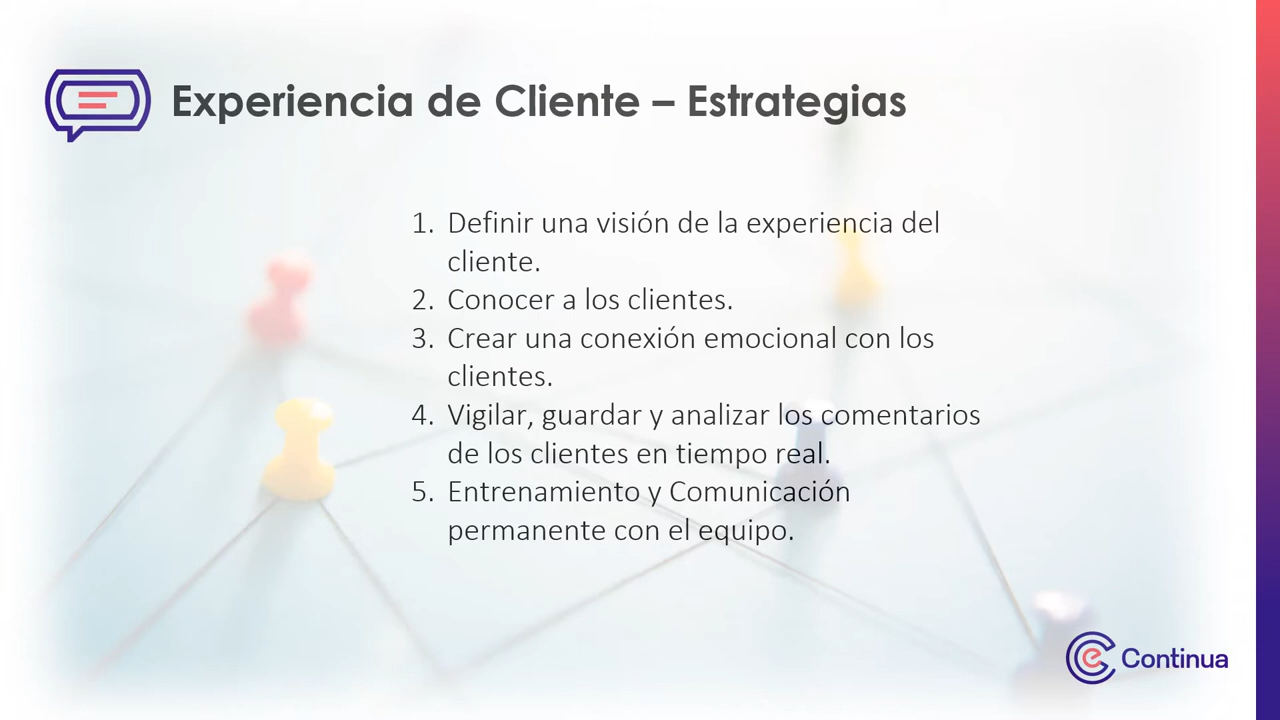 Experiencia de Cliente – Estrategias
1. Definir una visión de la experiencia del
cliente.
2. Conocer a los clientes.
3. Crear una conexión emocional con los
clientes.
4. Vigilar, guardar y analizar los comentarios
de los clientes en tiempo real.
5. Entrenamiento y Comunicación
permanente con el equipo.
Continua